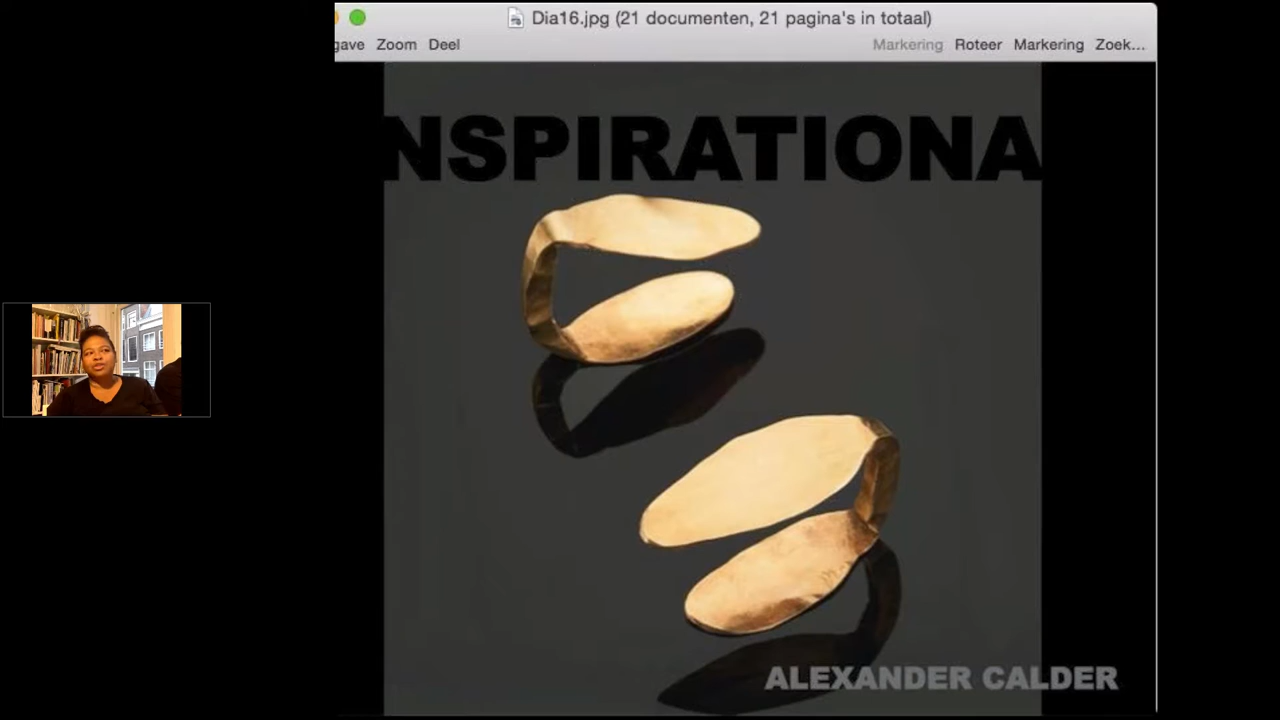 Dia16.jpg (21 documenten, 21 pagina's in totaal)
gave Zoom Deel Markering Roteer Markering Zoek...
NSPIRATIONA
ALEXANDER CALDER